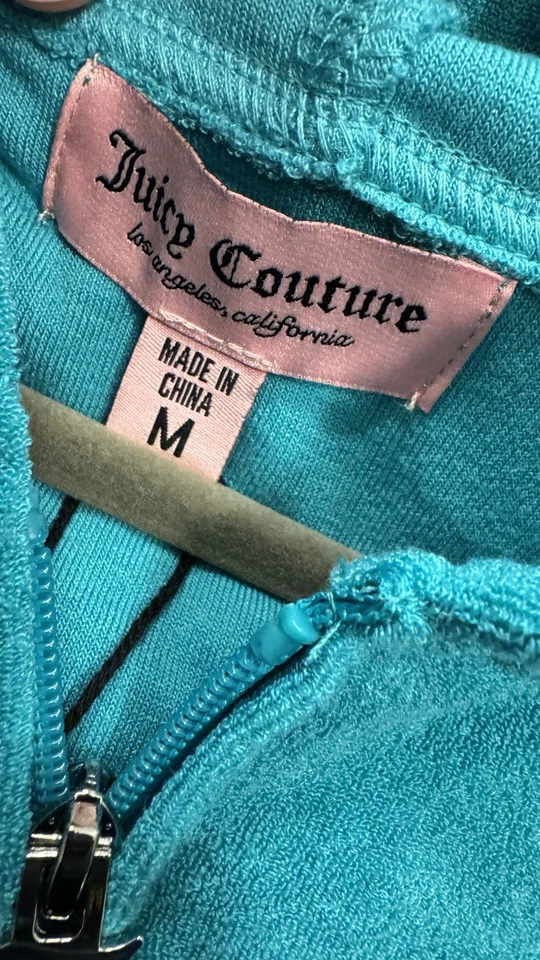 Juicy Couture
los angeles, california
MADE IN
CHINA
M